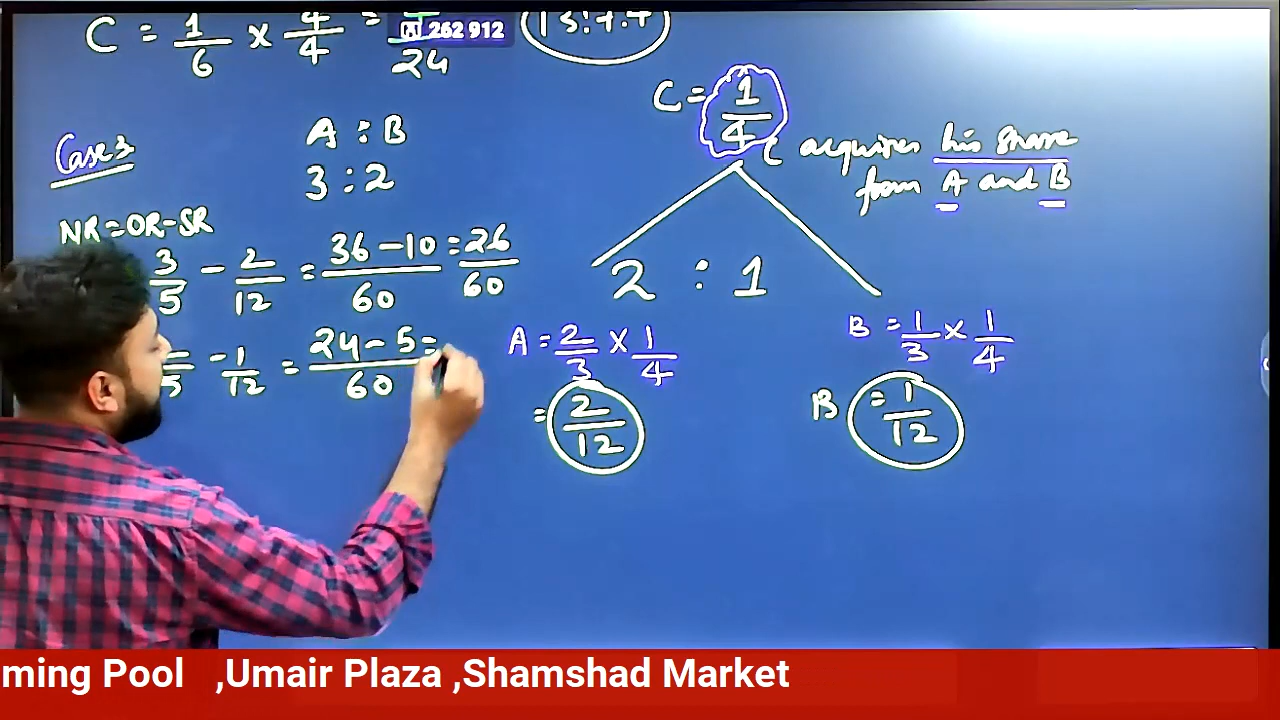 C = 1/6 × 4/4 = /24
262 912
C = 1/4
Case 3
A : B
3 : 2
C acquires his share
from A and B
NR = OR - SR
3/5 - 2/12 = 36 - 10/60 = 26/60
/5 - 1/12 = 24 - 5/60 =
2 : 1
A = 2/3 × 1/4
= 2/12
B = 1/3 × 1/4
B = 1/12
ming Pool ,Umair Plaza ,Shamshad Market